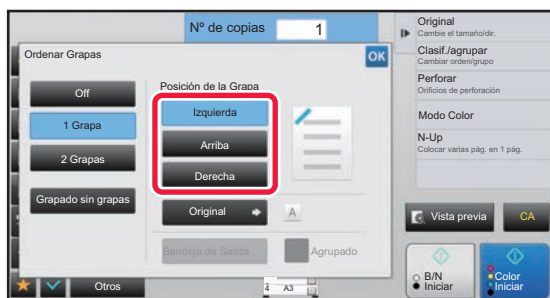 Nº de copias 1
Original
Cambie el tamaño/dir.
Clasif./agrupar
Cambiar orden/grupo
Perforar
Orificios de perforación
Modo Color
N-Up
Colocar varias pág. en 1 pág.
Ordenar Grapas
OK
Off
1 Grapa
2 Grapas
Grapado sin grapas
Posición de la Grapa
Izquierda
Arriba
Derecha
Original
A
Bandeja de Salida
Agrupado
Vista previa
CA
B/N
Iniciar
Color
Iniciar
Otros
4 A3